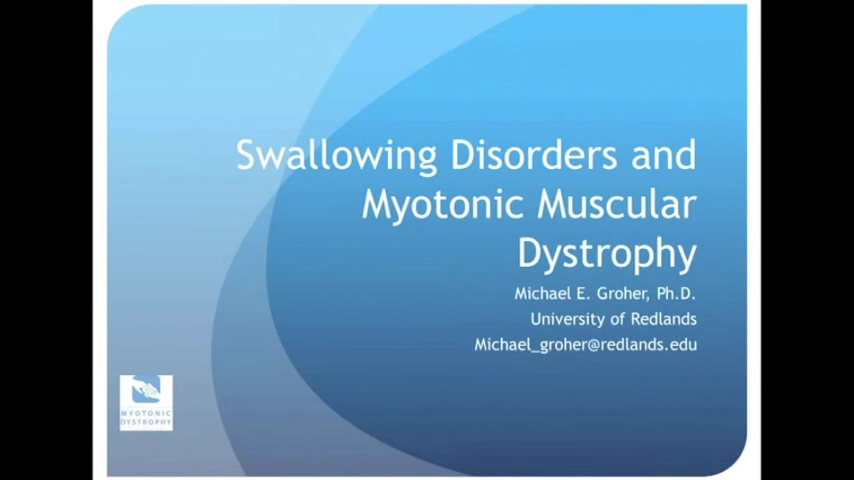 Swallowing Disorders and
Myotonic Muscular
Dystrophy
Michael E. Groher, Ph.D.
University of Redlands
Michael_groher@redlands.edu
MYOTONIC
DYSTROPHY